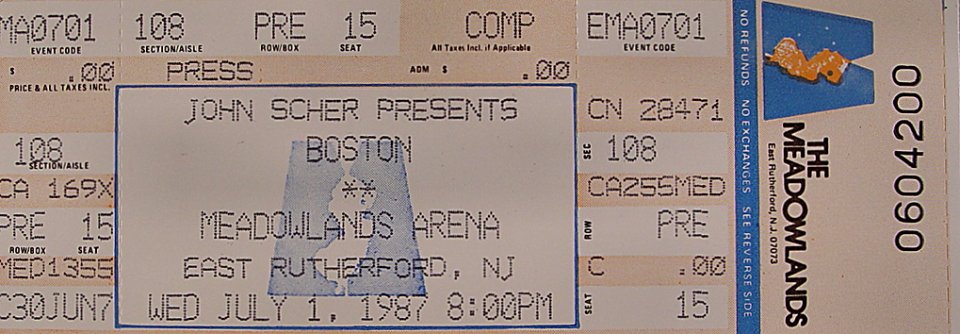 MA0701 108 PRE 15 COMP EMA0701
EVENT CODE SECTION/AISLE ROW/BOX SEAT All Taxes Incl. if Applicable EVENT CODE
$ .00 PRESS ADM $ .00
PRICE & ALL TAXES INCL.
JOHN SCHER PRESENTS
BOSTON
**
MEADOWLANDS ARENA
EAST RUTHERFORD, NJ
WED JULY 1, 1987 8:00PM
108
SECTION/AISLE
CA 169X
PRE 15
ROW/BOX SEAT
MED1355
C30JUN7
CN 28471
SEC 108
CA255MED
ROW PRE
C .00
SEAT 15
NO REFUNDS NO EXCHANGES SEE REVERSE SIDE
THE
MEADOWLANDS
East Rutherford, N.J. 07073
0604200